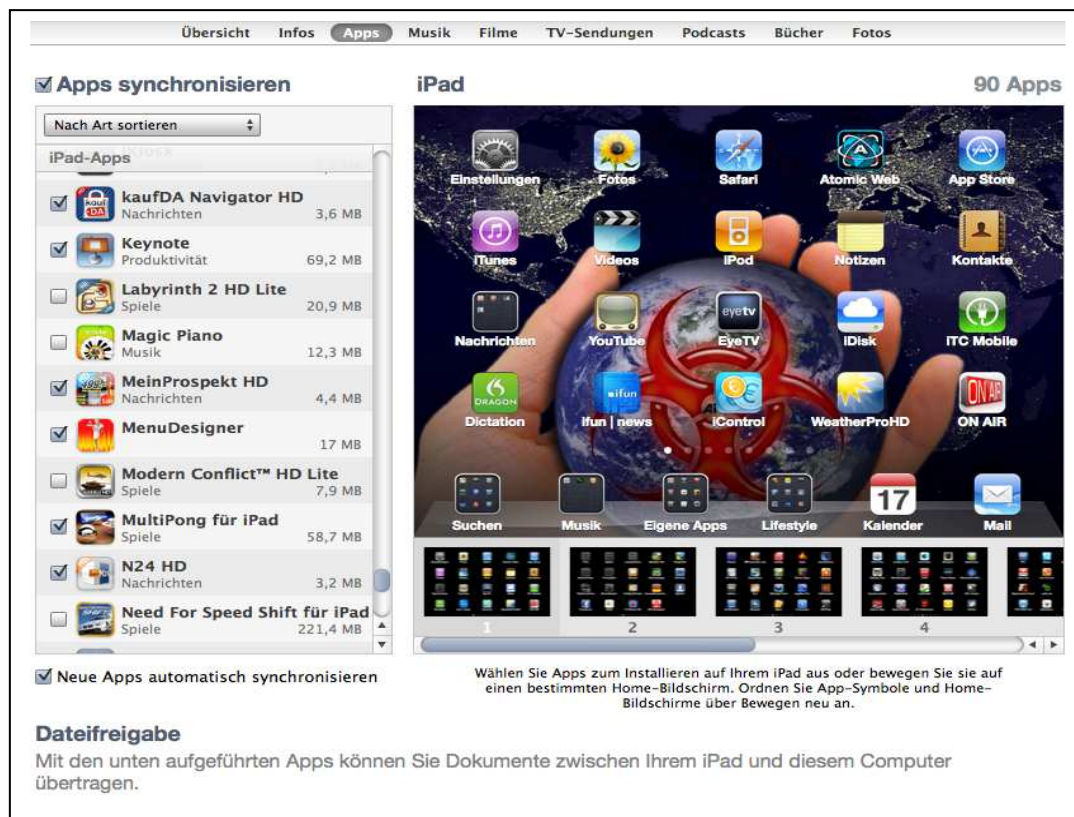 Übersicht Infos Apps Musik Filme TV-Sendungen Podcasts Bücher Fotos
Apps synchronisieren
Nach Art sortieren
iPad-Apps
kaufDA Navigator HD
Nachrichten 3,6 MB
Keynote
Produktivität 69,2 MB
Labyrinth 2 HD Lite
Spiele 20,9 MB
Magic Piano
Musik 12,3 MB
MeinProspekt HD
Nachrichten 4,4 MB
MenuDesigner
17 MB
Modern Conflict™ HD Lite
Spiele 7,9 MB
MultiPong für iPad
Spiele 58,7 MB
N24 HD
Nachrichten 3,2 MB
Need For Speed Shift für iPad
Spiele 221,4 MB
Neue Apps automatisch synchronisieren
iPad 90 Apps
Einstellungen Fotos Safari Atomic Web App Store
iTunes Videos iPod Notizen Kontakte
eyetv
Nachrichten YouTube EyeTV iDisk iTC Mobile
DRAGON ifun ON AIR
Dictation ifun | news iControl WeatherProHD ON AIR
17
Suchen Musik Eigene Apps Lifestyle Kalender Mail
1 2 3 4
Wählen Sie Apps zum Installieren auf Ihrem iPad aus oder bewegen Sie sie auf
einen bestimmten Home-Bildschirm. Ordnen Sie App-Symbole und Home-
Bildschirme über Bewegen neu an.
Dateifreigabe
Mit den unten aufgeführten Apps können Sie Dokumente zwischen Ihrem iPad und diesem Computer
übertragen.